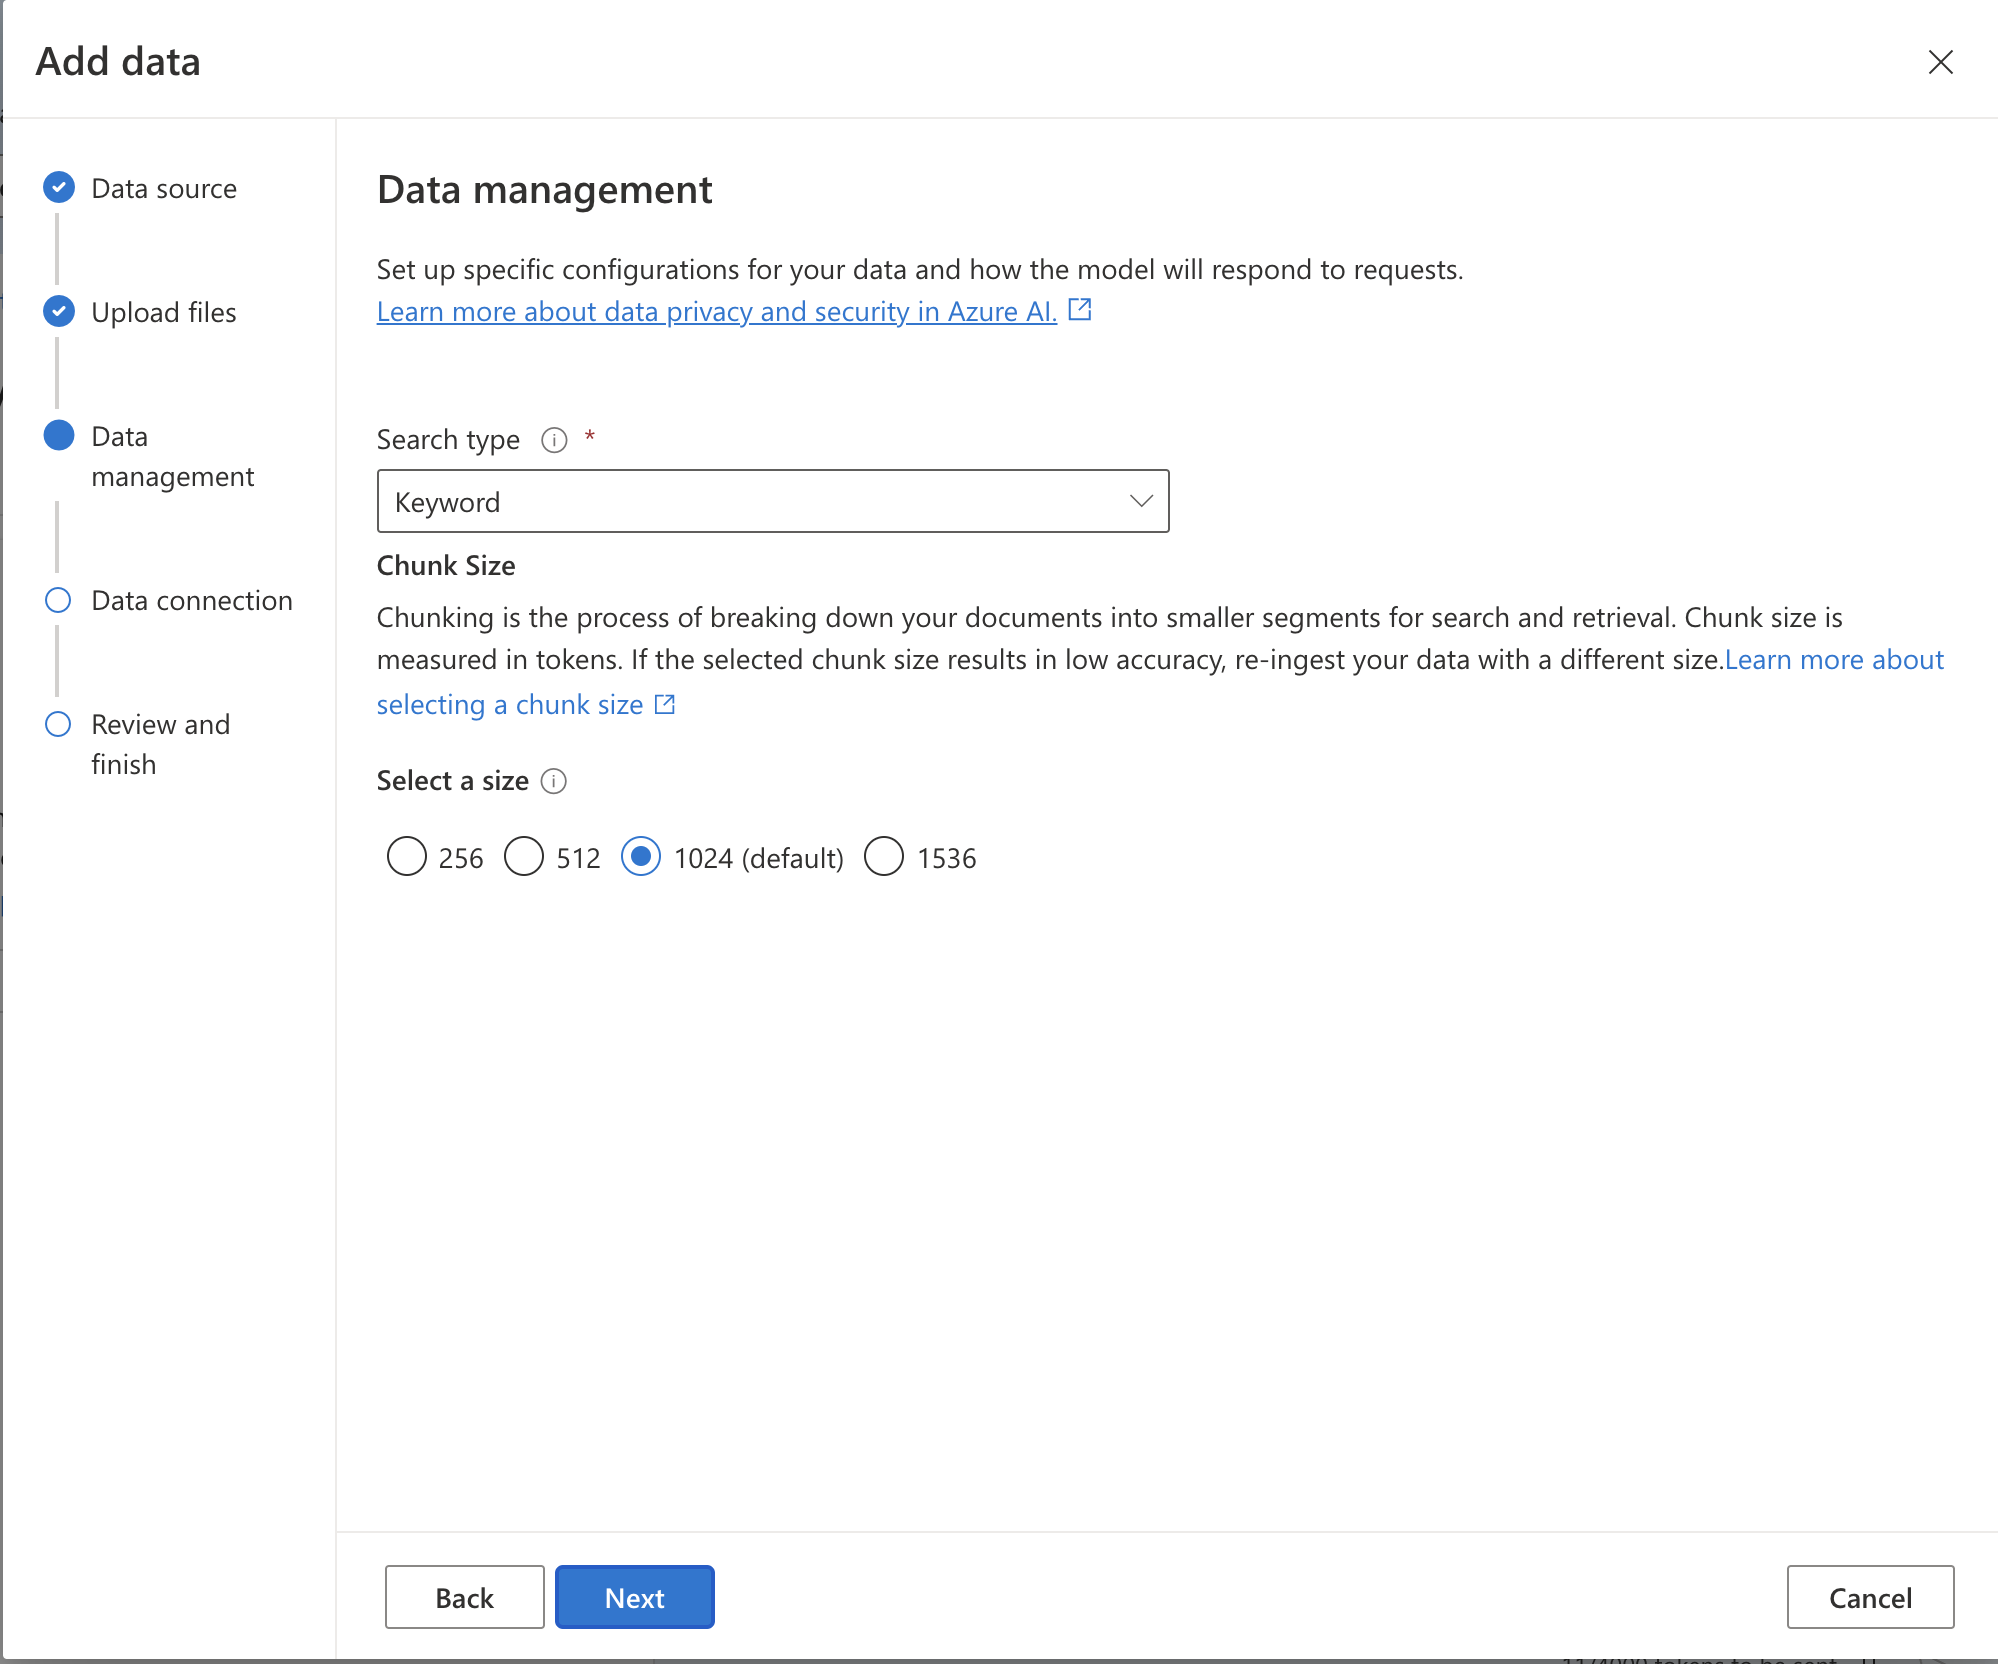 Add data
Data source
Upload files
Data
management
Data connection
Review and
finish
Data management
Set up specific configurations for your data and how the model will respond to requests.
Learn more about data privacy and security in Azure AI.
Search type *
Keyword
Chunk Size
Chunking is the process of breaking down your documents into smaller segments for search and retrieval. Chunk size is
measured in tokens. If the selected chunk size results in low accuracy, re-ingest your data with a different size.Learn more about
selecting a chunk size
Select a size
256 512 1024 (default) 1536
Back Next Cancel